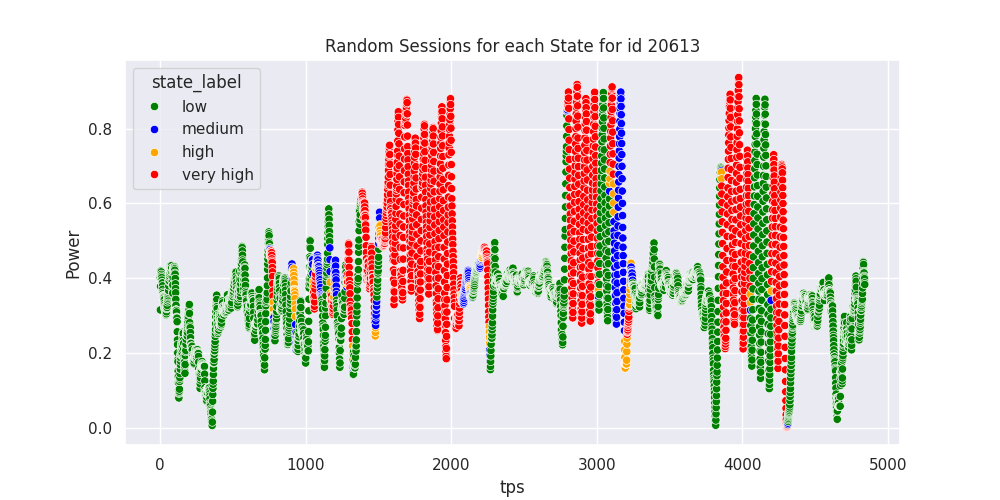 Random Sessions for each State for id 20613
state_label
low
medium
high
very high
Power
0.8
0.6
0.4
0.2
0.0
0
1000
2000
3000
4000
5000
tps